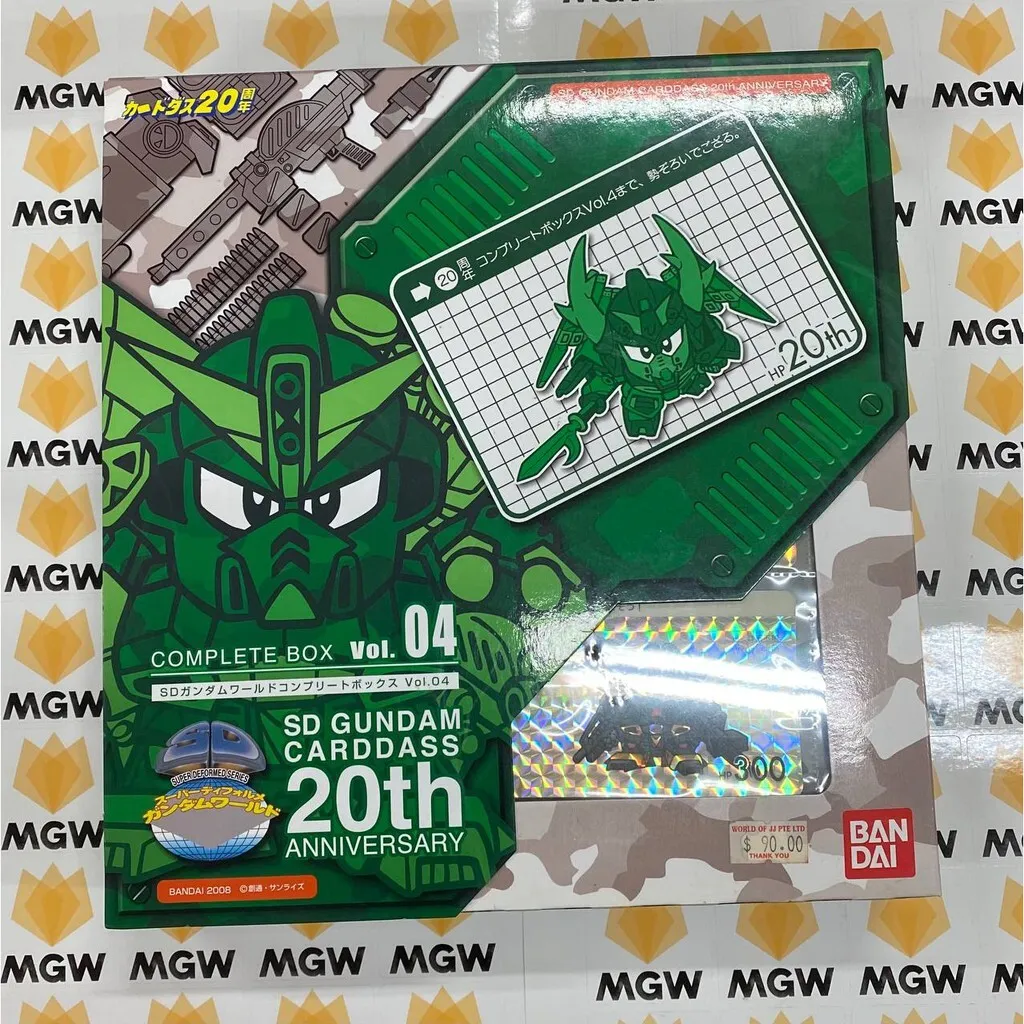 カードダス20周年
SD GUNDAM CARDDASS 20th ANNIVERSARY
20周年 コンプリートボックスVol.4まで、勢ぞろいでござる。
HP 20th
COMPLETE BOX Vol. 04
SDガンダムワールドコンプリートボックス Vol.04
SD
SUPER DEFORMED SERIES
スーパーディフォルメ
ガンダムワールド
SD GUNDAM
CARDDASS
20th
ANNIVERSARY
BANDAI 2008 ©創通・サンライズ
HP 300
WORLD OF JJ PTE LTD
$ 90.00
THANK YOU
BAN
DAI
MGW